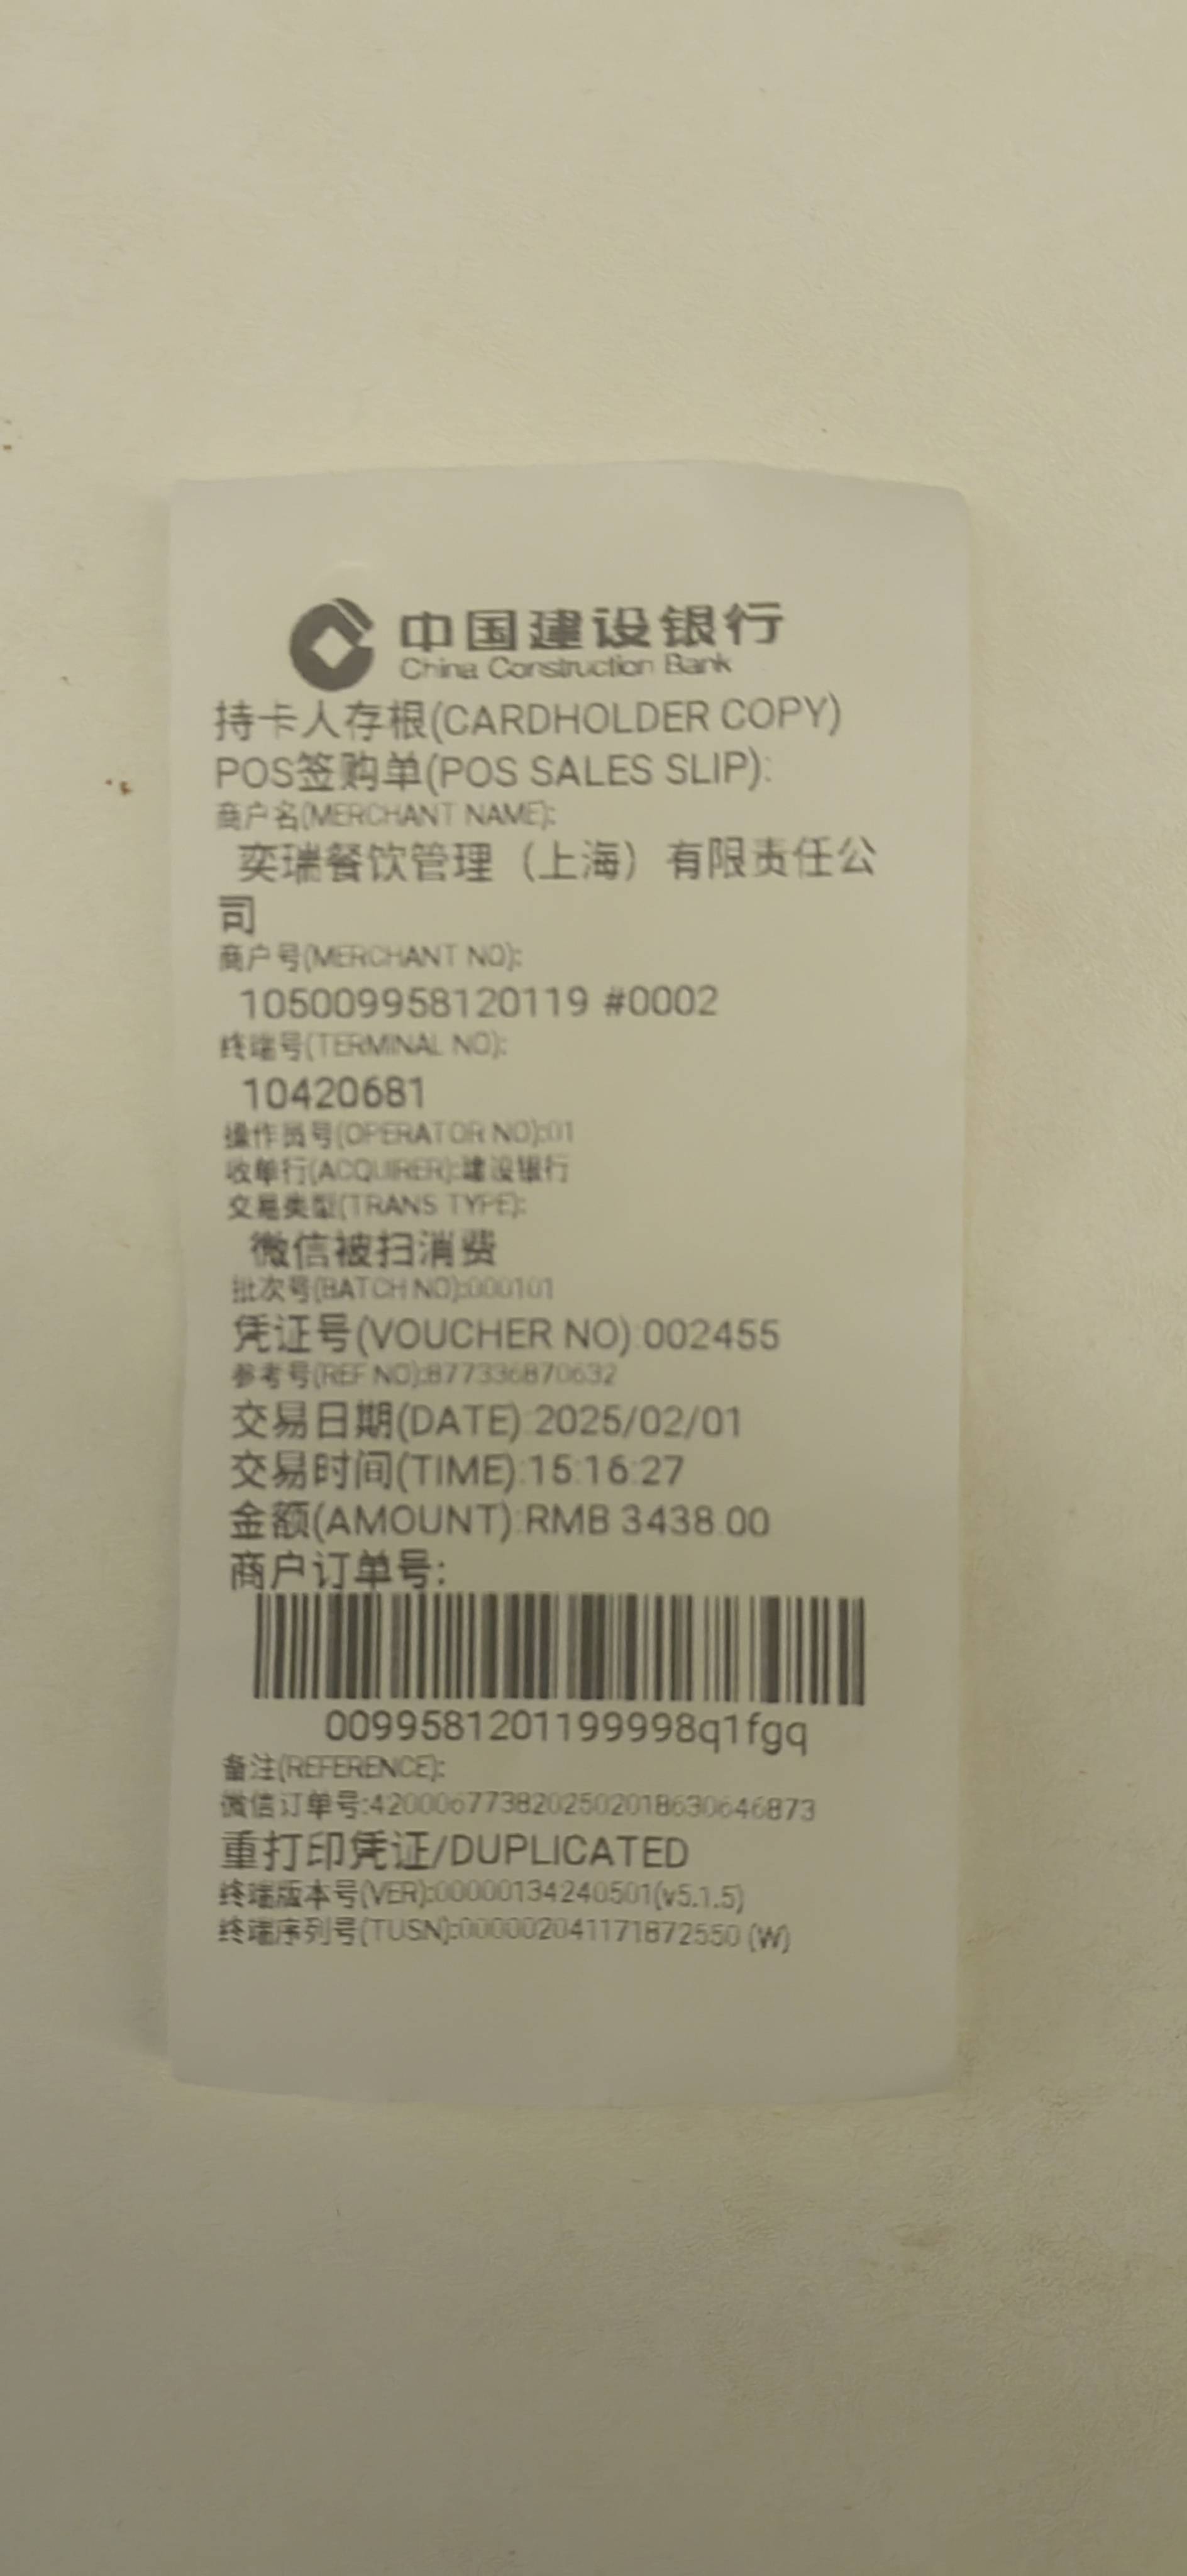 中国建设银行
China Construction Bank
持卡人存根(CARDHOLDER COPY)
POS签购单(POS SALES SLIP):
商户名(MERCHANT NAME):
奕瑞餐饮管理（上海）有限责任公
司
商户号(MERCHANT NO):
105009958120119 #0002
终端号(TERMINAL NO):
10420681
操作员号(OPERATOR NO):01
收单行(ACQUIRER):建设银行
交易类型(TRANS TYPE):
微信被扫消费
批次号(BATCH NO):000101
凭证号(VOUCHER NO):002455
参考号(REF NO):877336870632
交易日期(DATE):2025/02/01
交易时间(TIME):15:16:27
金额(AMOUNT):RMB 3438.00
商户订单号:
0099581201199998q1fgq
备注(REFERENCE):
微信订单号:4200067738202502018630646873
重打印凭证/DUPLICATED
终端版本号(VER):00000134240501(v5.1.5)
终端序列号(TUSN):000002041171872550 (W)